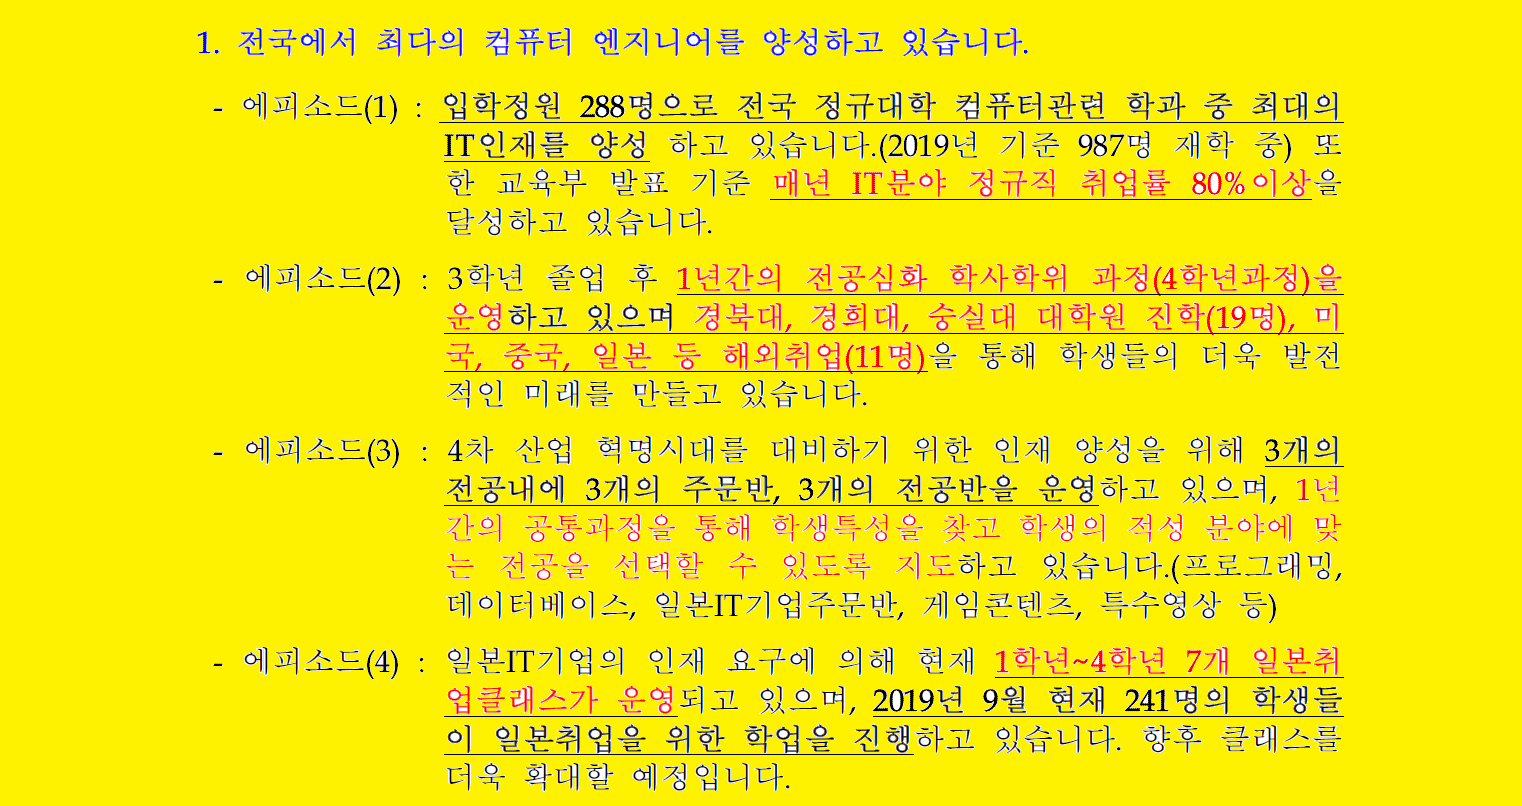 1. 전국에서 최다의 컴퓨터 엔지니어를 양성하고 있습니다.
- 에피소드(1) : 입학정원 288명으로 전국 정규대학 컴퓨터관련 학과 중 최대의
IT인재를 양성 하고 있습니다.(2019년 기준 987명 재학 중) 또
한 교육부 발표 기준 매년 IT분야 정규직 취업률 80%이상을
달성하고 있습니다.
- 에피소드(2) : 3학년 졸업 후 1년간의 전공심화 학사학위 과정(4학년과정)을
운영하고 있으며 경북대, 경희대, 숭실대 대학원 진학(19명), 미
국, 중국, 일본 등 해외취업(11명)을 통해 학생들의 더욱 발전
적인 미래를 만들고 있습니다.
- 에피소드(3) : 4차 산업 혁명시대를 대비하기 위한 인재 양성을 위해 3개의
전공내에 3개의 주문반, 3개의 전공반을 운영하고 있으며, 1년
간의 공통과정을 통해 학생특성을 찾고 학생의 적성 분야에 맞
는 전공을 선택할 수 있도록 지도하고 있습니다.(프로그래밍,
데이터베이스, 일본IT기업주문반, 게임콘텐츠, 특수영상 등)
- 에피소드(4) : 일본IT기업의 인재 요구에 의해 현재 1학년~4학년 7개 일본취
업클래스가 운영되고 있으며, 2019년 9월 현재 241명의 학생들
이 일본취업을 위한 학업을 진행하고 있습니다. 향후 클래스를
더욱 확대할 예정입니다.